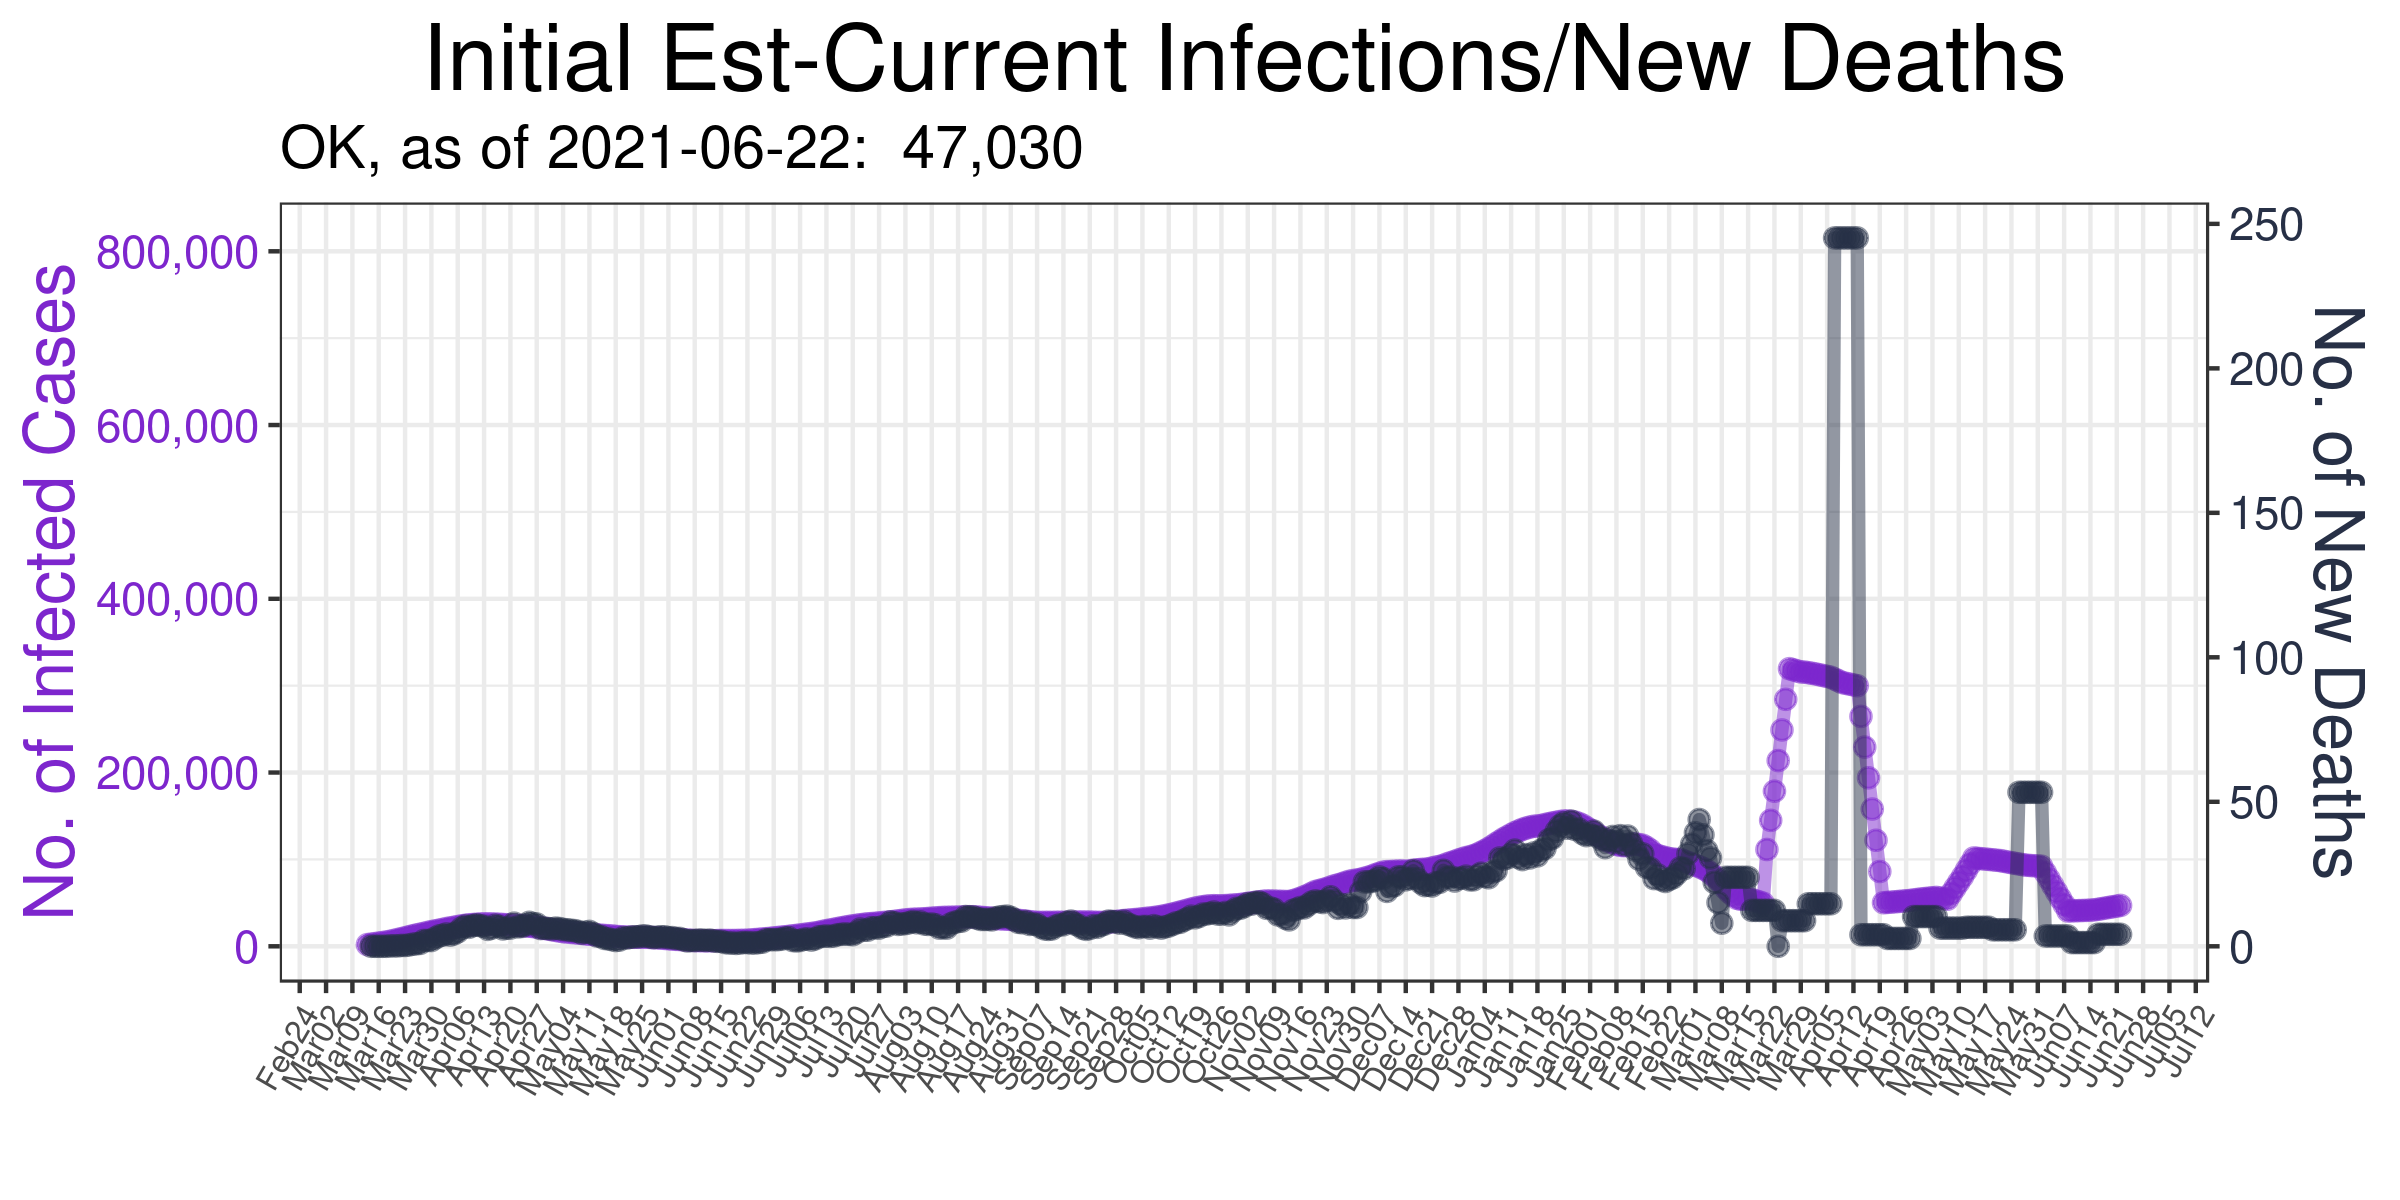 Initial Est-Current Infections/New Deaths
OK, as of 2021-06-22:  47,030
No. of Infected Cases
800,000
600,000
400,000
200,000
0
250
200
150
100
50
0
No. of New Deaths
Feb24
Mar02
Mar09
Mar16
Mar23
Mar30
Apr06
Apr13
Apr20
Apr27
May04
May11
May18
May25
Jun01
Jun08
Jun15
Jun22
Jun29
Jul06
Jul13
Jul20
Jul27
Aug03
Aug10
Aug17
Aug24
Aug31
Sep07
Sep14
Sep21
Sep28
Oct05
Oct12
Oct19
Oct26
Nov02
Nov09
Nov16
Nov23
Nov30
Dec07
Dec14
Dec21
Dec28
Jan04
Jan11
Jan18
Jan25
Feb01
Feb08
Feb15
Feb22
Mar01
Mar08
Mar15
Mar22
Mar29
Apr05
Apr12
Apr19
Apr26
May03
May10
May17
May24
May31
Jun07
Jun14
Jun21
Jun28
Jul05
Jul12